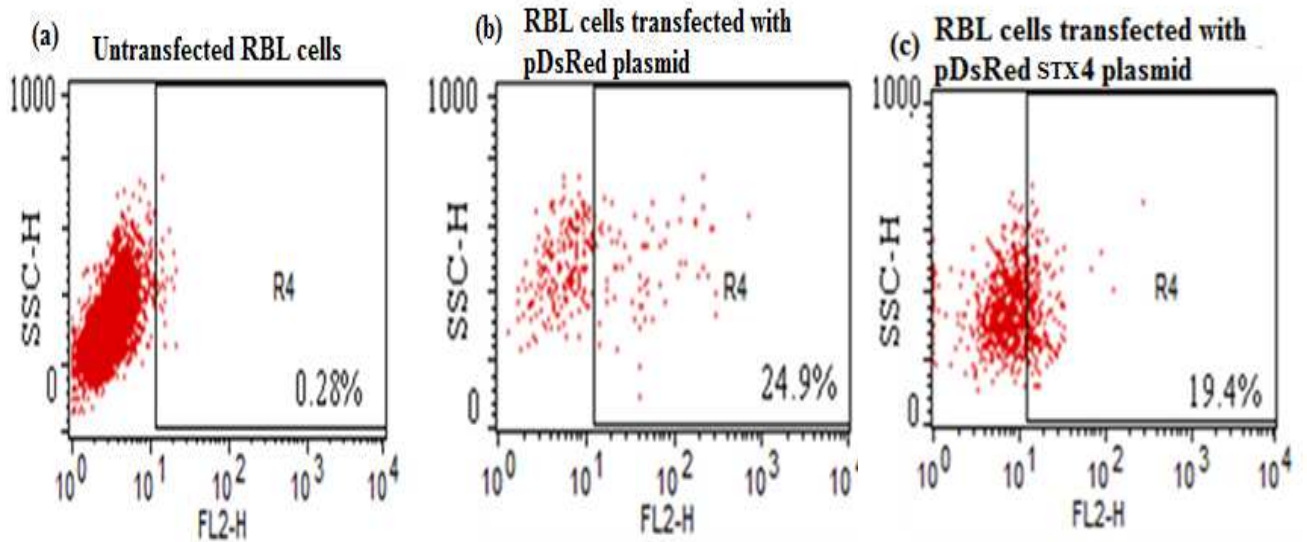 (a)
Untransfected RBL cells
1000
SSC-H
0
R4
0.28%
10^0 10^1 10^2 10^3 10^4
FL2-H
(b)
RBL cells transfected with
pDsRed plasmid
1000
SSC-H
0
R4
24.9%
10^0 10^1 10^2 10^3 10^4
FL2-H
(c)
RBL cells transfected with
pDsRed STX4 plasmid
1000
SSC-H
0
R4
19.4%
10^0 10^1 10^2 10^3 10^4
FL2-H